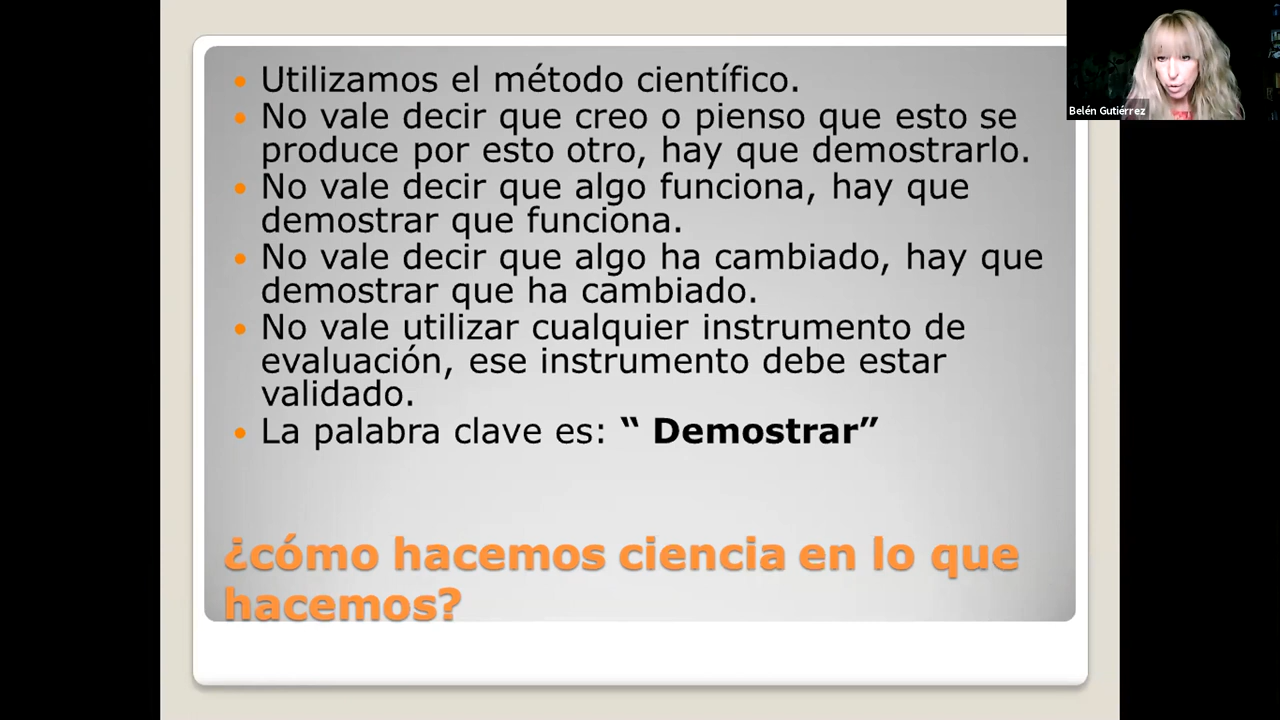 • Utilizamos el método científico.
• No vale decir que creo o pienso que esto se
produce por esto otro, hay que demostrarlo.
• No vale decir que algo funciona, hay que
demostrar que funciona.
• No vale decir que algo ha cambiado, hay que
demostrar que ha cambiado.
• No vale utilizar cualquier instrumento de
evaluación, ese instrumento debe estar
validado.
• La palabra clave es: “ Demostrar”
¿cómo hacemos ciencia en lo que
hacemos?
Belén Gutiérrez